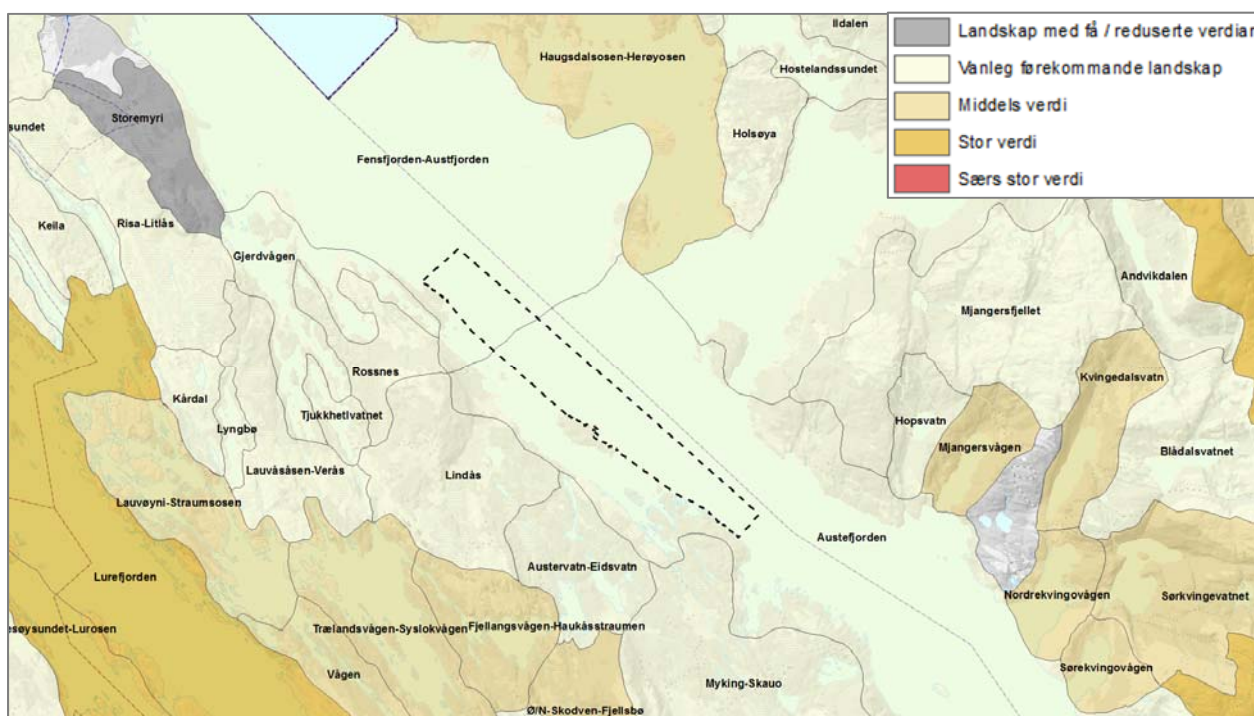 Ildalen
Landskap med få / reduserte verdiar
Haugsdalsosen-Herøyosen
Hostelandssundet
Vanleg førekommande landskap
Middels verdi
Storemyri
sundet
Holsøya
Stor verdi
Fensfjorden-Austfjorden
Særs stor verdi
Keila
Risa-Litlås
Gjerdvågen
Andvikdalen
Mjangersfjellet
Rossnes
Kvingedalsvatn
Kårdal
Tjukkhetlvatnet
Hopsvatn
Lyngbø
Mjangersvågen
Blådalsvatnet
Lauvåsåsen-Verås
Lindås
Lauvøyni-Straumsosen
Austefjorden
Austervatn-Eidsvatn
Lurefjorden
Nordrekvingovågen
Sørkvingevatnet
esøysundet-Lurosen
Trælandsvågen-Syslokvågen
Fjellangsvågen-Haukåsstraumen
Sørekvingovågen
Vågen
Myking-Skauo
Ø/N-Skodven-Fjellsbø